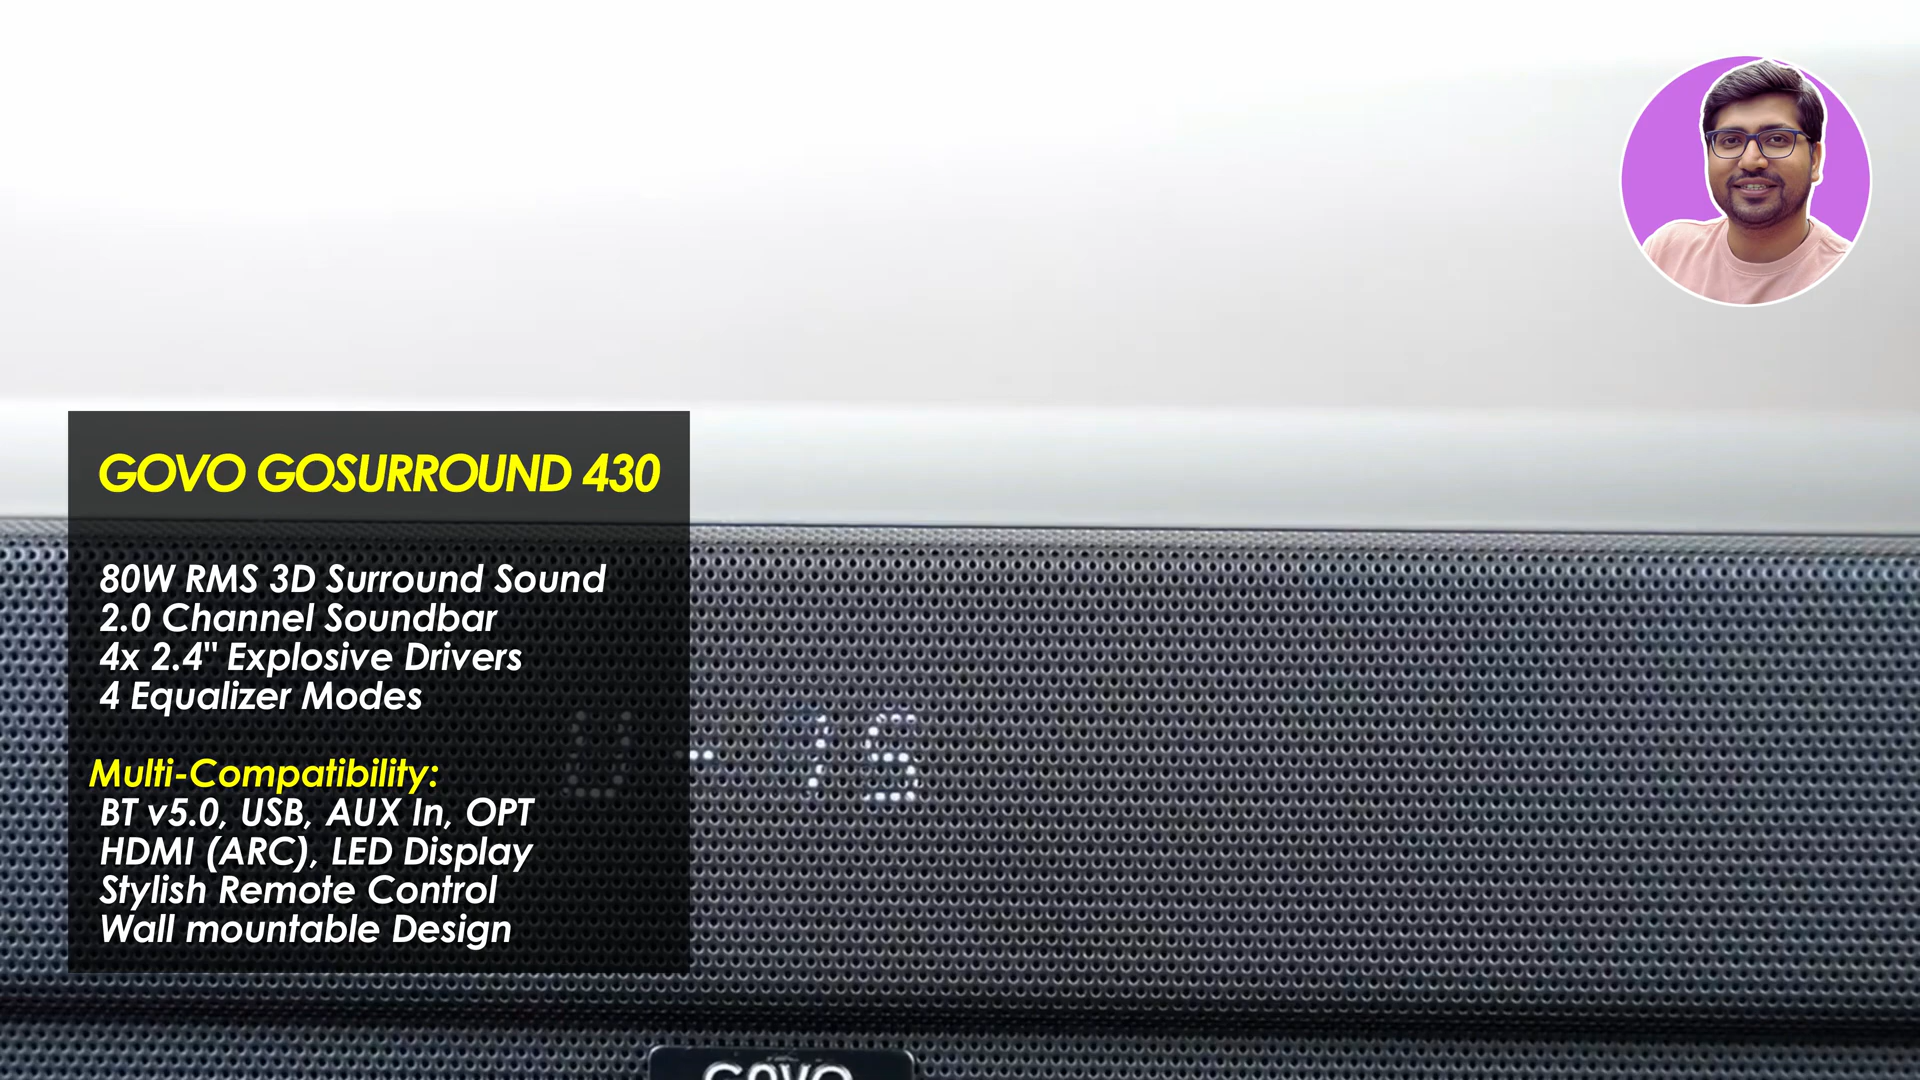 GOVO GOSURROUND 430
80W RMS 3D Surround Sound
2.0 Channel Soundbar
4x 2.4" Explosive Drivers
4 Equalizer Modes
Multi-Compatibility:
BT v5.0, USB, AUX In, OPT
HDMI (ARC), LED Display
Stylish Remote Control
Wall mountable Design
GOVO